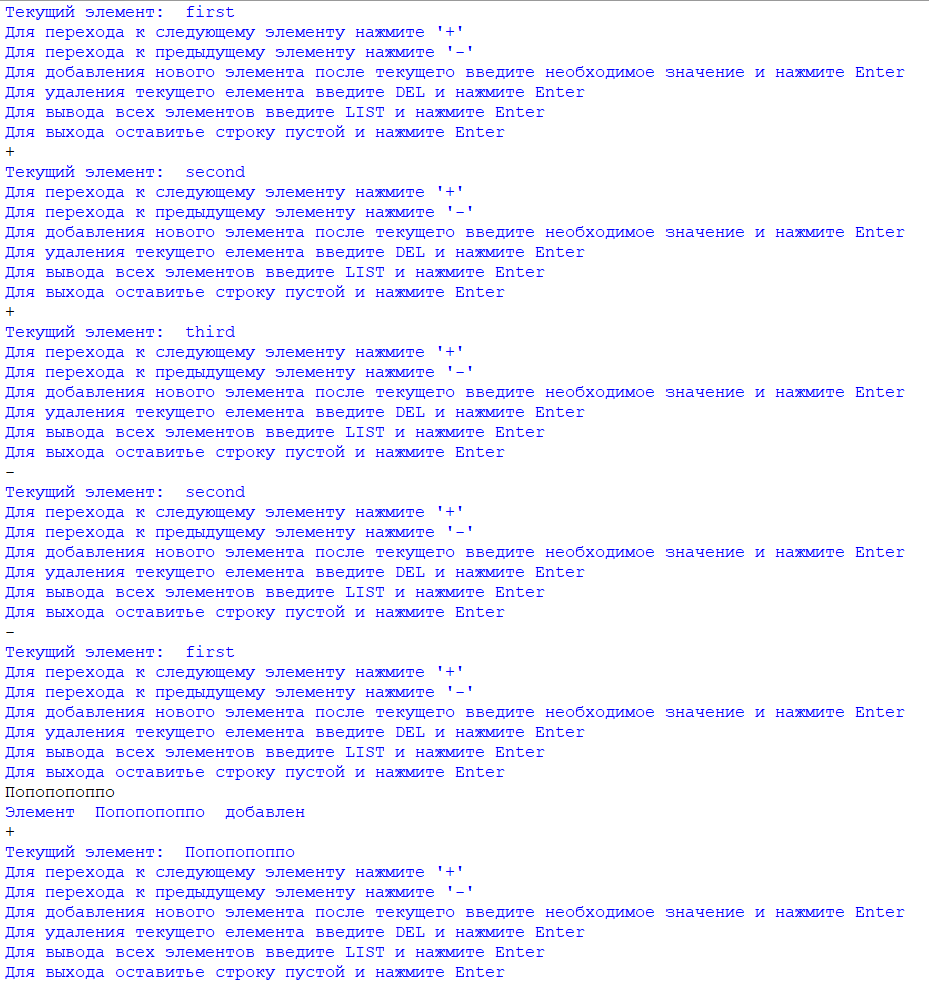 Текущий элемент:  first
Для перехода к следующему элементу нажмите '+'
Для перехода к предыдущему элементу нажмите '-'
Для добавления нового элемента после текущего введите необходимое значение и нажмите Enter
Для удаления текущего елемента введите DEL и нажмите Enter
Для вывода всех элементов введите LIST и нажмите Enter
Для выхода оставитье строку пустой и нажмите Enter
+
Текущий элемент:  second
Для перехода к следующему элементу нажмите '+'
Для перехода к предыдущему элементу нажмите '-'
Для добавления нового элемента после текущего введите необходимое значение и нажмите Enter
Для удаления текущего елемента введите DEL и нажмите Enter
Для вывода всех элементов введите LIST и нажмите Enter
Для выхода оставитье строку пустой и нажмите Enter
+
Текущий элемент:  third
Для перехода к следующему элементу нажмите '+'
Для перехода к предыдущему элементу нажмите '-'
Для добавления нового элемента после текущего введите необходимое значение и нажмите Enter
Для удаления текущего елемента введите DEL и нажмите Enter
Для вывода всех элементов введите LIST и нажмите Enter
Для выхода оставитье строку пустой и нажмите Enter
-
Текущий элемент:  second
Для перехода к следующему элементу нажмите '+'
Для перехода к предыдущему элементу нажмите '-'
Для добавления нового элемента после текущего введите необходимое значение и нажмите Enter
Для удаления текущего елемента введите DEL и нажмите Enter
Для вывода всех элементов введите LIST и нажмите Enter
Для выхода оставитье строку пустой и нажмите Enter
-
Текущий элемент:  first
Для перехода к следующему элементу нажмите '+'
Для перехода к предыдущему элементу нажмите '-'
Для добавления нового элемента после текущего введите необходимое значение и нажмите Enter
Для удаления текущего елемента введите DEL и нажмите Enter
Для вывода всех элементов введите LIST и нажмите Enter
Для выхода оставитье строку пустой и нажмите Enter
Попопопоппо
Элемент  Попопопоппо  добавлен
+
Текущий элемент:  Попопопоппо
Для перехода к следующему элементу нажмите '+'
Для перехода к предыдущему элементу нажмите '-'
Для добавления нового элемента после текущего введите необходимое значение и нажмите Enter
Для удаления текущего елемента введите DEL и нажмите Enter
Для вывода всех элементов введите LIST и нажмите Enter
Для выхода оставитье строку пустой и нажмите Enter